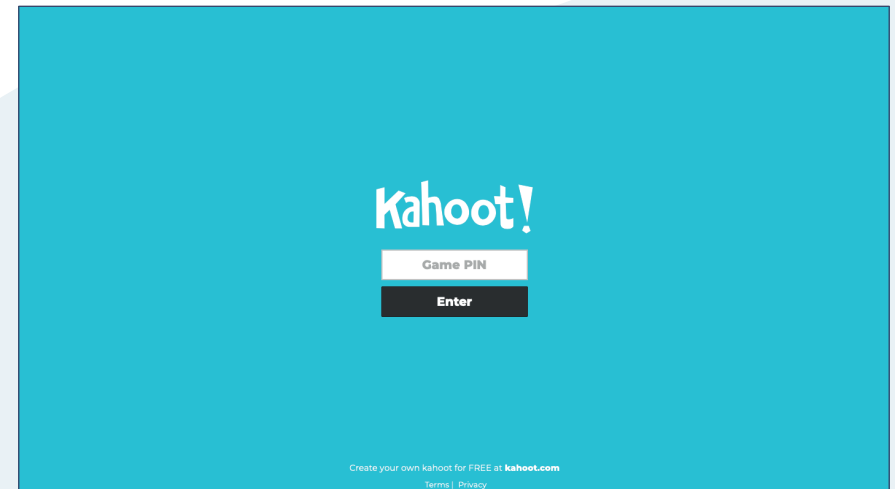 Kahoot!
Game PIN
Enter
Create your own kahoot for FREE at kahoot.com
Terms | Privacy